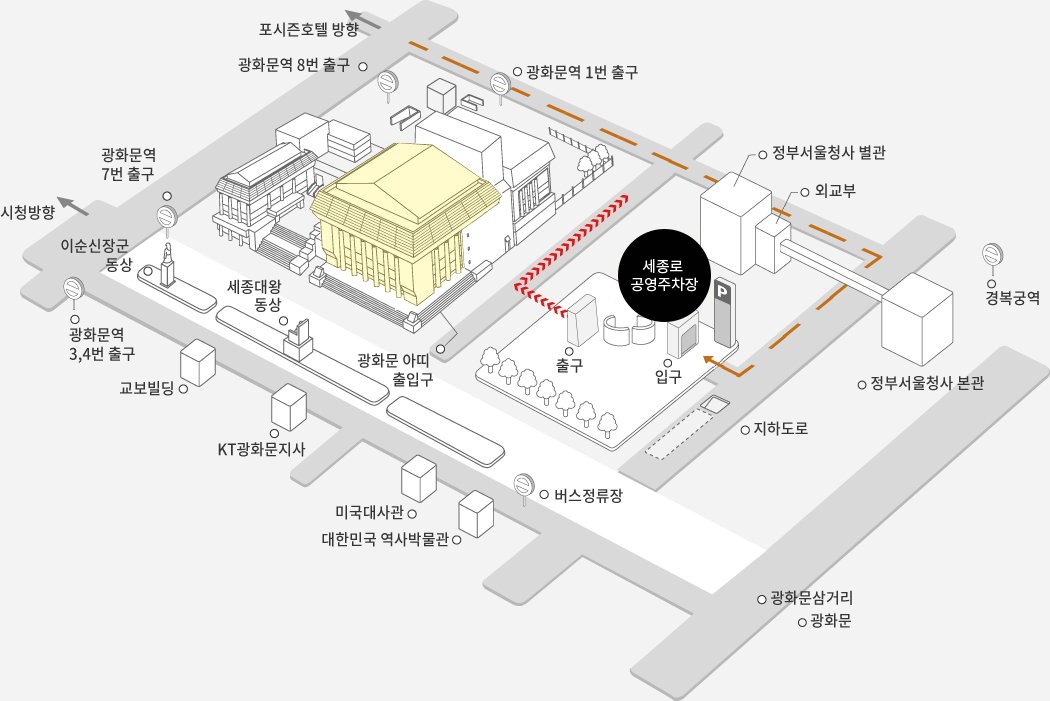 포시즌호텔 방향
광화문역 8번 출구
광화문역 1번 출구
광화문역
7번 출구
정부서울청사 별관
외교부
시청방향
이순신장군
동상
세종로
공영주차장
P
경복궁역
세종대왕
동상
광화문역
3,4번 출구
광화문 아띠
출입구
출구
입구
정부서울청사 본관
교보빌딩
지하도로
KT광화문지사
버스정류장
미국대사관
대한민국 역사박물관
광화문삼거리
광화문